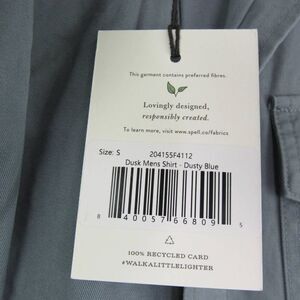 This garment contains preferred fibres.
Lovingly designed,
responsibly created.
To learn more, visit www.spell.co/fabrics
Size: S 204155F4112
Dusk Mens Shirt - Dusty Blue
8 40057 66809 5
100% RECYCLED CARD
#WALKALITTLELIGHTER